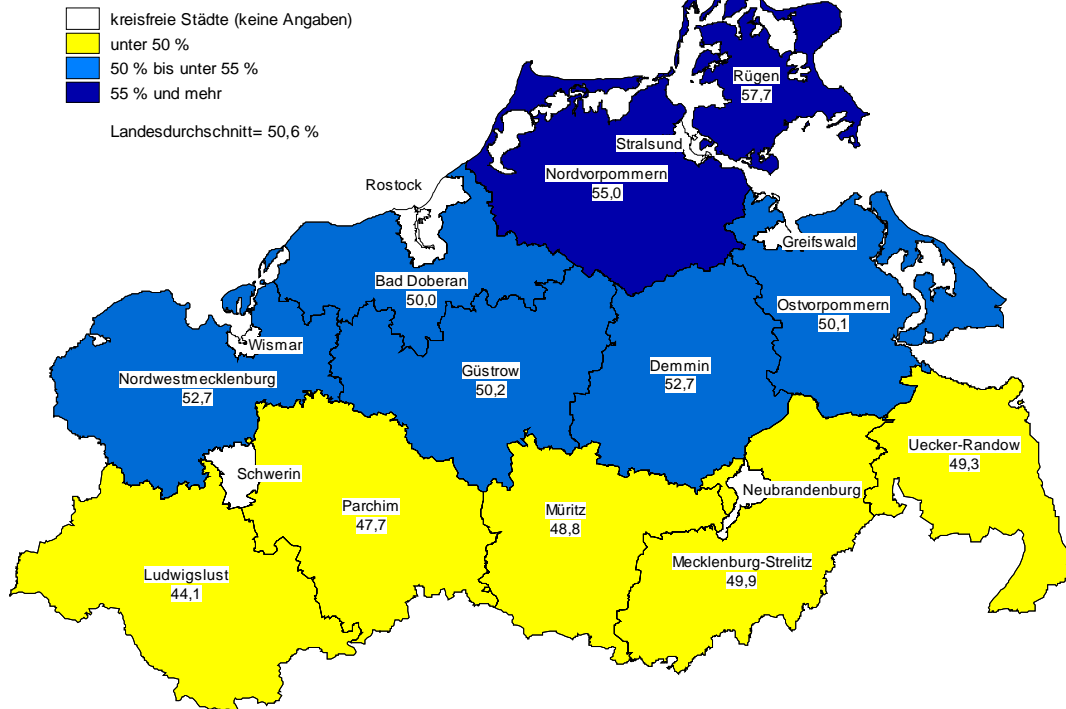 kreisfreie Städte (keine Angaben)
unter 50 %
50 % bis unter 55 %
55 % und mehr
Landesdurchschnitt= 50,6 %
Rügen
57,7
Stralsund
Nordvorpommern
55,0
Rostock
Greifswald
Bad Doberan
50,0
Ostvorpommern
50,1
Wismar
Nordwestmecklenburg
52,7
Güstrow
50,2
Demmin
52,7
Uecker-Randow
49,3
Schwerin
Neubrandenburg
Parchim
47,7
Müritz
48,8
Mecklenburg-Strelitz
49,9
Ludwigslust
44,1